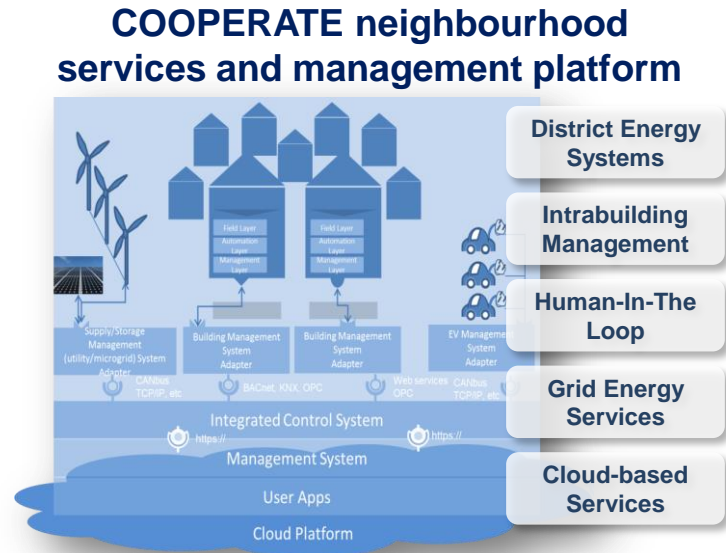 COOPERATE neighbourhood
services and management platform
District Energy
Systems
Intrabuilding
Management
Human-In-The
Loop
Grid Energy
Services
Cloud-based
Services
Field Layer
Automation
Layer
Management
Layer
Field Layer
Automation
Layer
Management
Layer
Supply/Storage
Management
(utility/microgrid) System
Adapter
Building Management
System
Adapter
Building Management
System
Adapter
EV Management
System
Adapter
CANbus
TCP/IP, etc
BACnet, KNX, OPC
Web services
OPC
CANbus
TCP/IP, etc
Integrated Control System
https://
https://
Management System
User Apps
Cloud Platform